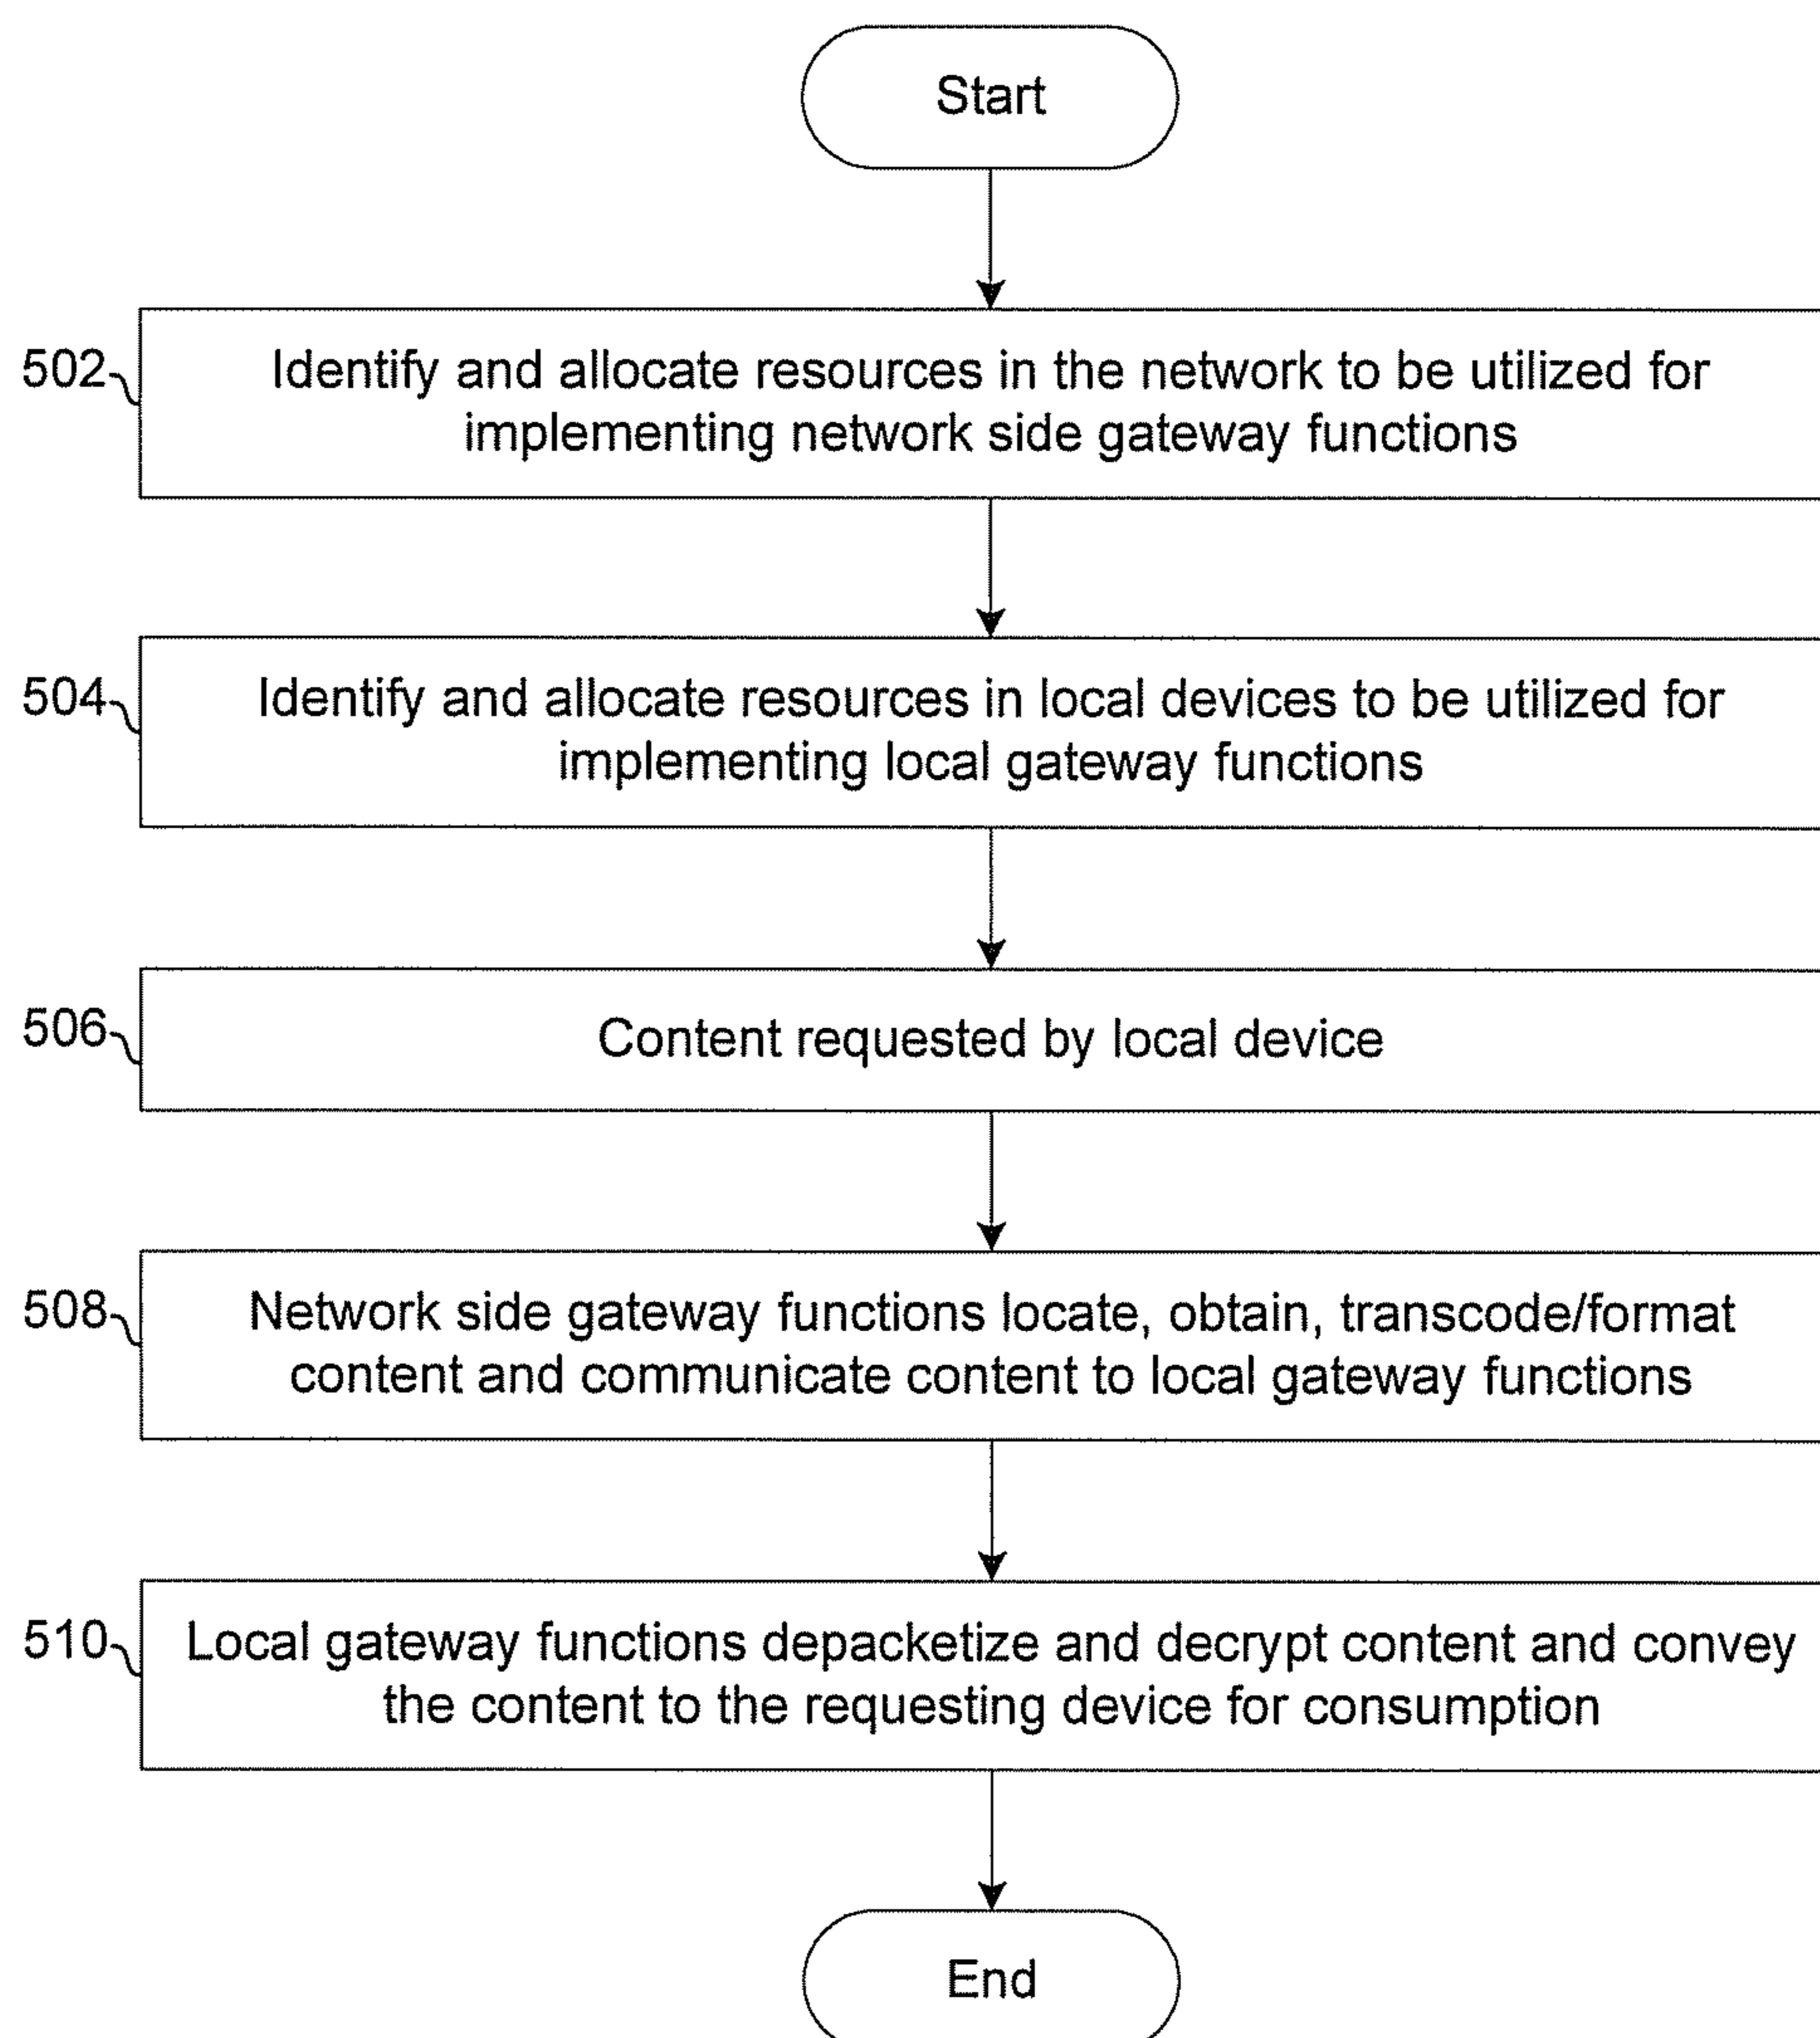 Start
502
Identify and allocate resources in the network to be utilized for
implementing network side gateway functions
504
Identify and allocate resources in local devices to be utilized for
implementing local gateway functions
506
Content requested by local device
508
Network side gateway functions locate, obtain, transcode/format
content and communicate content to local gateway functions
510
Local gateway functions depacketize and decrypt content and convey
the content to the requesting device for consumption
End